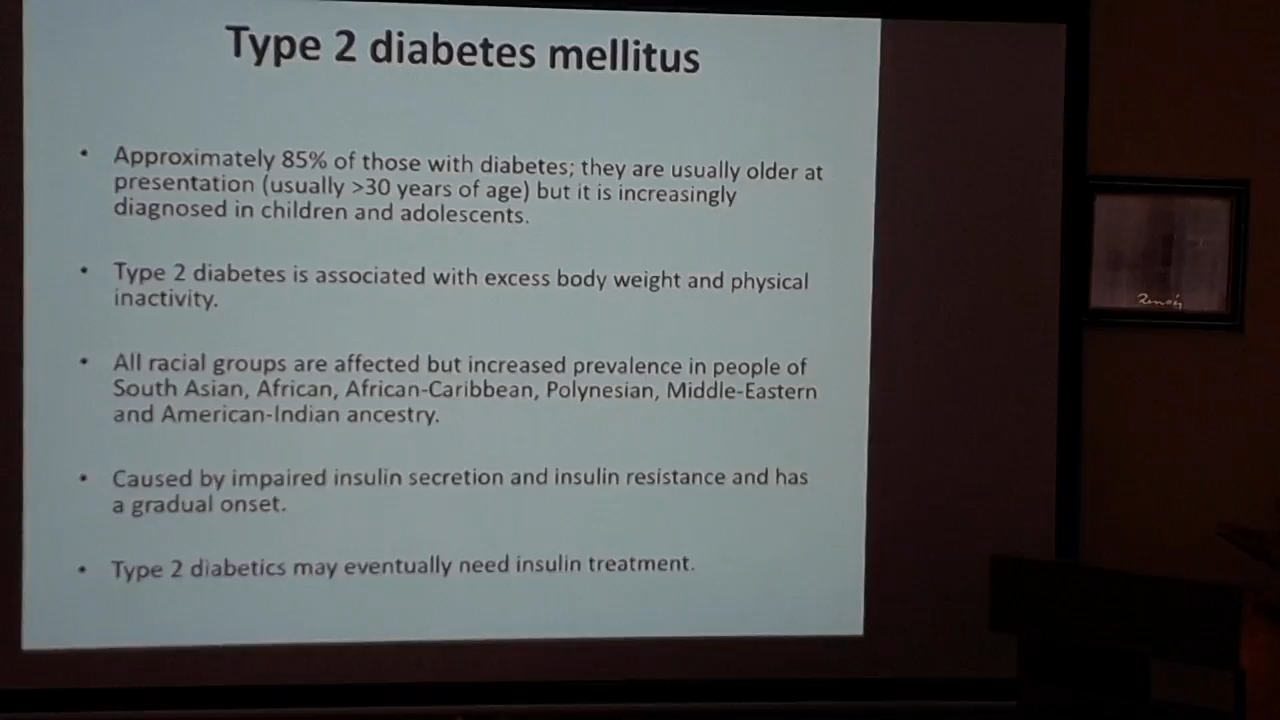 Type 2 diabetes mellitus
• Approximately 85% of those with diabetes; they are usually older at
presentation (usually >30 years of age) but it is increasingly
diagnosed in children and adolescents.
• Type 2 diabetes is associated with excess body weight and physical
inactivity.
• All racial groups are affected but increased prevalence in people of
South Asian, African, African-Caribbean, Polynesian, Middle-Eastern
and American-Indian ancestry.
• Caused by impaired insulin secretion and insulin resistance and has
a gradual onset.
• Type 2 diabetics may eventually need insulin treatment.